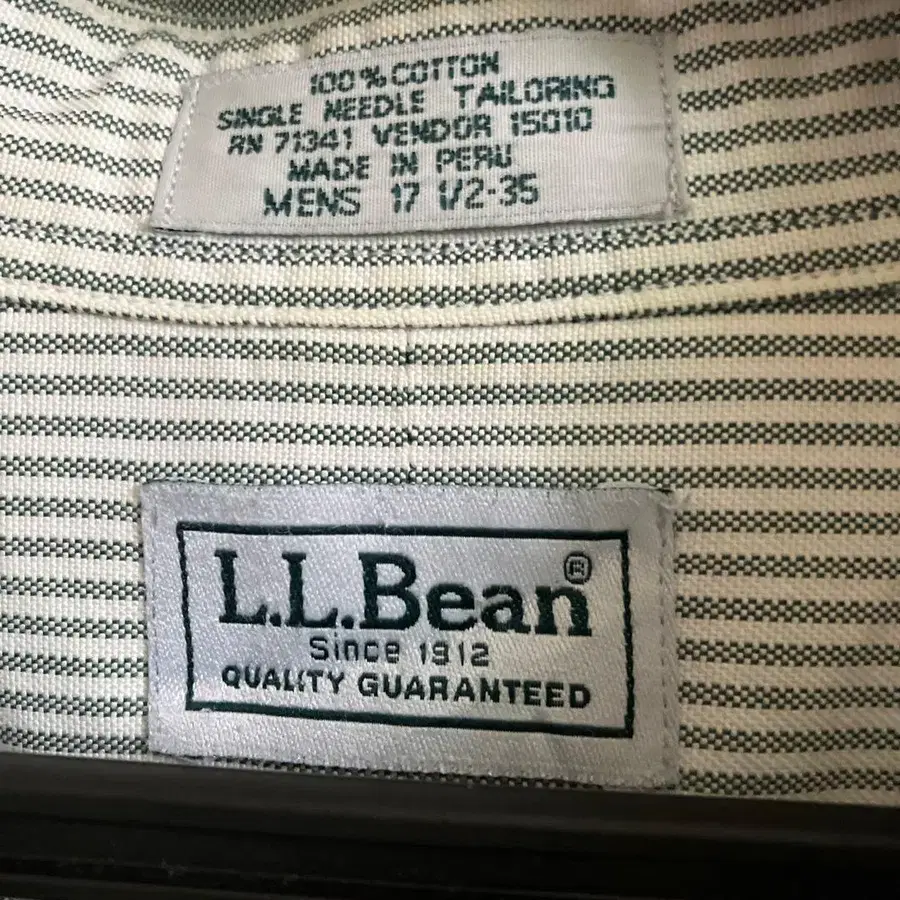 100% COTTON
SINGLE NEEDLE TAILORING
RN 71341 VENDOR 15010
MADE IN PERU
MENS 17 1/2-35
L.L.Bean®
Since 1912
QUALITY GUARANTEED